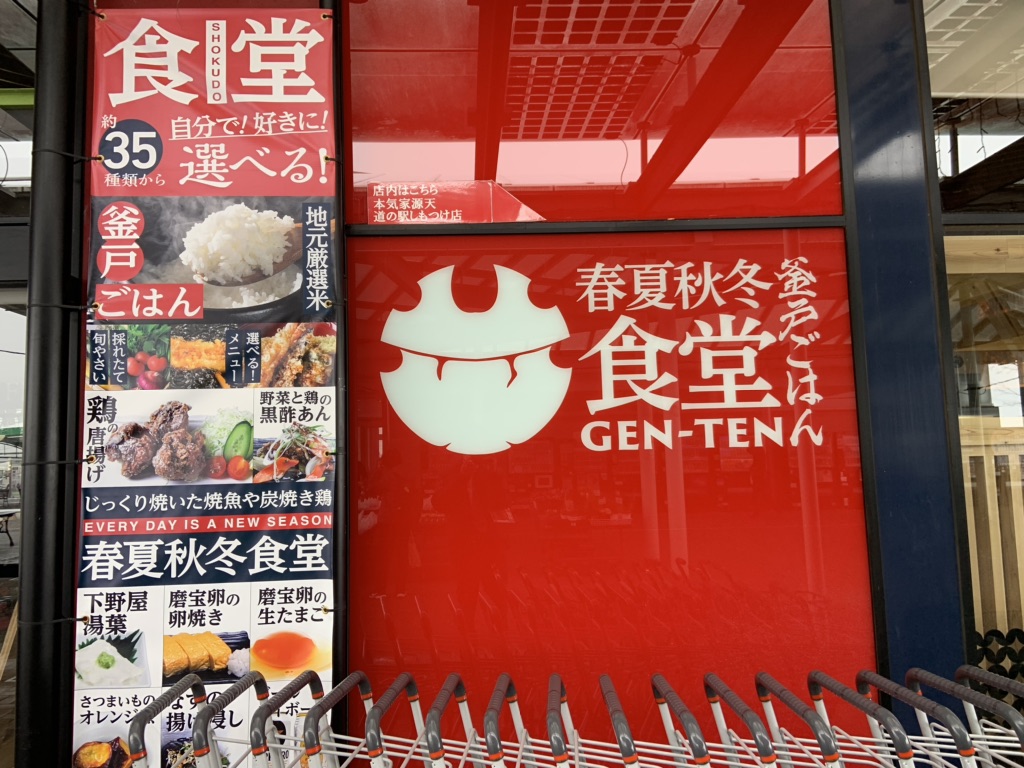 食堂
SHOKUDO
約
35
種類から
自分で!好きに!
選べる!
釜戸
ごはん
地元厳選米
採れたて
旬やさい
選べる!
メニュー
鶏の唐揚げ
野菜と鶏の
黒酢あん
じっくり焼いた焼魚や炭焼き鶏
EVERY DAY IS A NEW SEASON
春夏秋冬食堂
下野屋
湯葉
磨宝卵の
卵焼き
磨宝卵の
生たまご
さつまいもの
オレンジ
なすの
揚げ浸し
店内はこちら
本気家源天
道の駅しもつけ店
春夏秋冬
食堂
GEN-TEN
釜戸ごはん